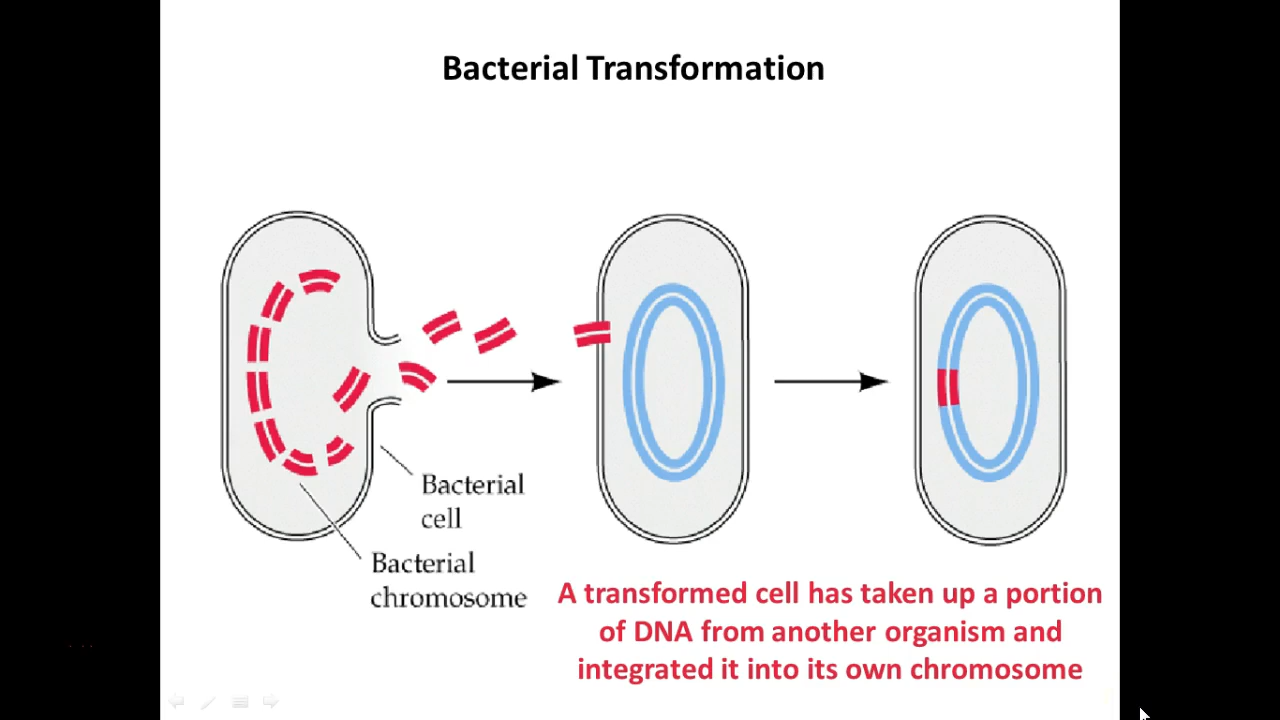 Bacterial Transformation
Bacterial
cell
Bacterial
chromosome
A transformed cell has taken up a portion
of DNA from another organism and
integrated it into its own chromosome